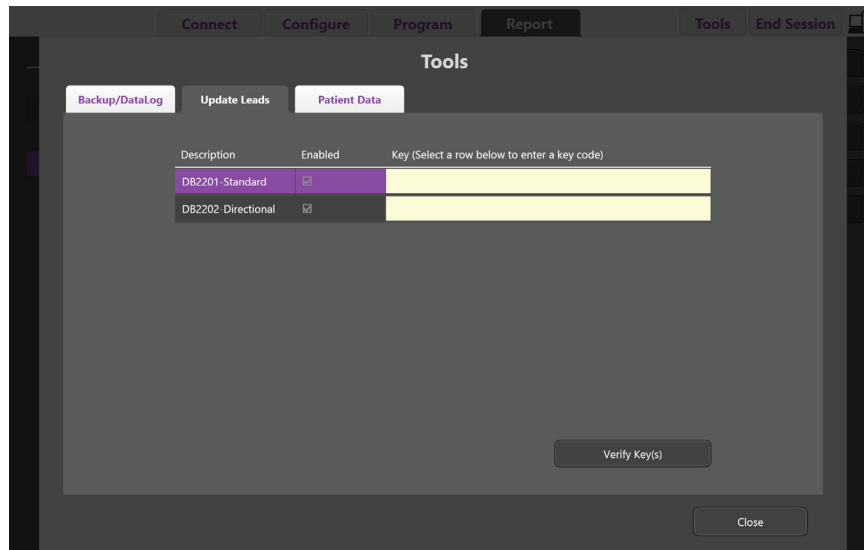 Connect Configure Program Report Tools End Session
Tools
Backup/DataLog Update Leads Patient Data
Description Enabled Key (Select a row below to enter a key code)
DB2201-Standard
DB2202-Directional
Verify Key(s)
Close